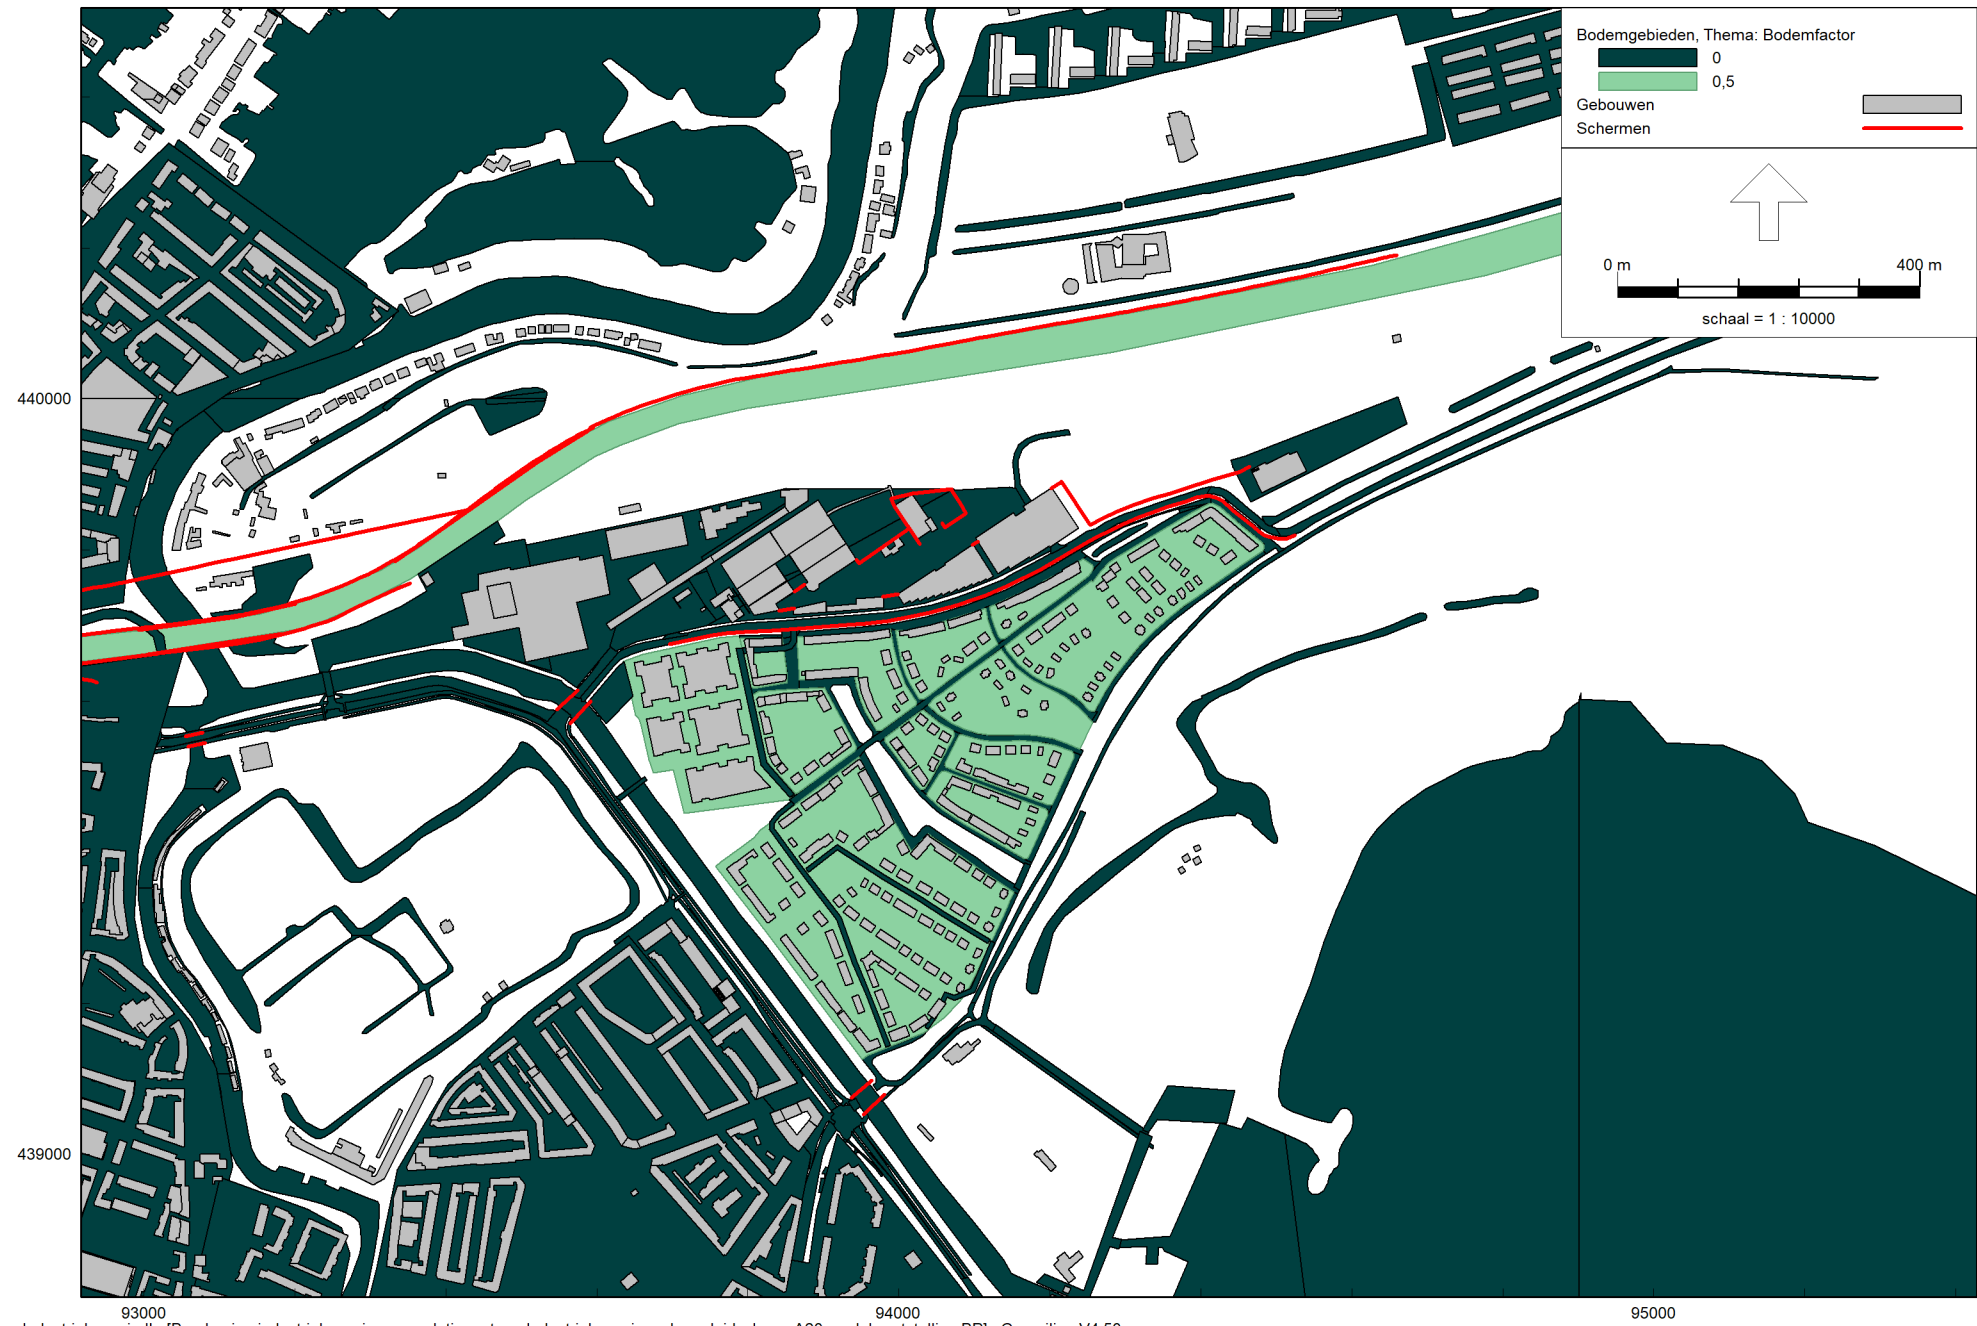 Bodemgebieden, Thema: Bodemfactor
0
0,5
Gebouwen
Schermen
0 m 400 m
schaal = 1 : 10000
440000
439000
93000 94000 95000